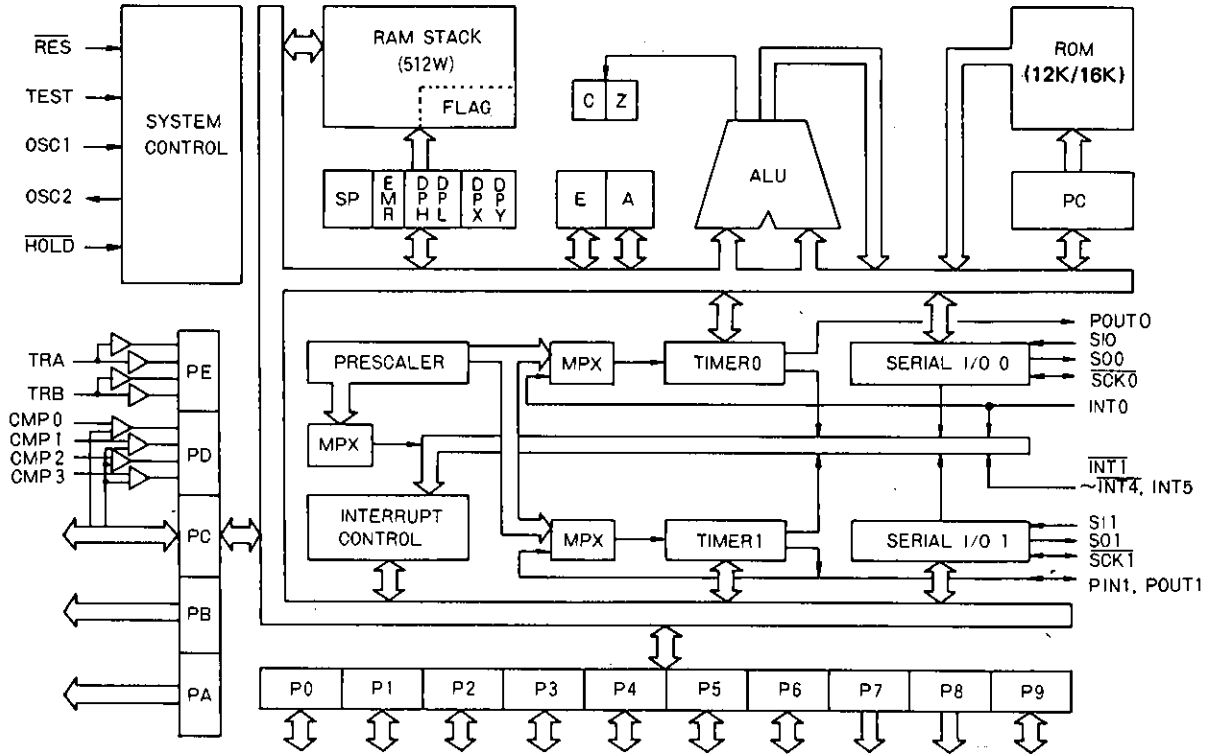 RES
TEST
OSC1
OSC2
HOLD
SYSTEM
CONTROL
RAM STACK
(512W)
FLAG
SP
EMR
DPH
DPL
DPX
DPY
C
Z
E
A
ALU
ROM
(12K/16K)
PC
TRA
TRB
CMP0
CMP1
CMP2
CMP3
PE
PD
PC
PB
PA
PRESCALER
MPX
INTERRUPT
CONTROL
MPX
TIMER0
SERIAL I/O 0
POUT0
SI0
SO0
SCK0
INT0
INT1
~INT4, INT5
MPX
TIMER1
SERIAL I/O 1
SI1
SO1
SCK1
PIN1, POUT1
P0
P1
P2
P3
P4
P5
P6
P7
P8
P9